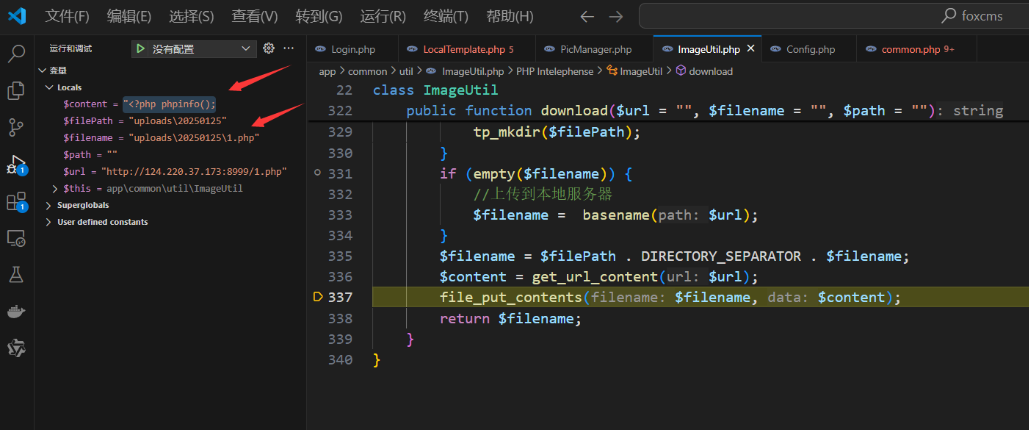 文件(F) 编辑(E) 选择(S) 查看(V) 转到(G) 运行(R) 终端(T) 帮助(H) foxcms
运行和调试 没有配置
Login.php LocalTemplate.php 5 PicManager.php ImageUtil.php Config.php common.php 9+
变量
Locals
$content = "<?php phpinfo();
$filePath = "uploads\20250125"
$filename = "uploads\20250125\1.php"
$path = ""
$url = "http://124.220.37.173:8999/1.php"
$this = app\common\util\ImageUtil
Superglobals
User defined constants
1
1
app > common > util > ImageUtil.php > PHP Intelephense > ImageUtil > download
22 class ImageUtil
322 public function download($url = "", $filename = "", $path = ""): string
329 tp_mkdir($filePath);
330 }
331 if (empty($filename)) {
332 //上传到本地服务器
333 $filename = basename(path: $url);
334 }
335 $filename = $filePath . DIRECTORY_SEPARATOR . $filename;
336 $content = get_url_content(url: $url);
337 file_put_contents(filename: $filename, data: $content);
338 return $filename;
339 }
340 }